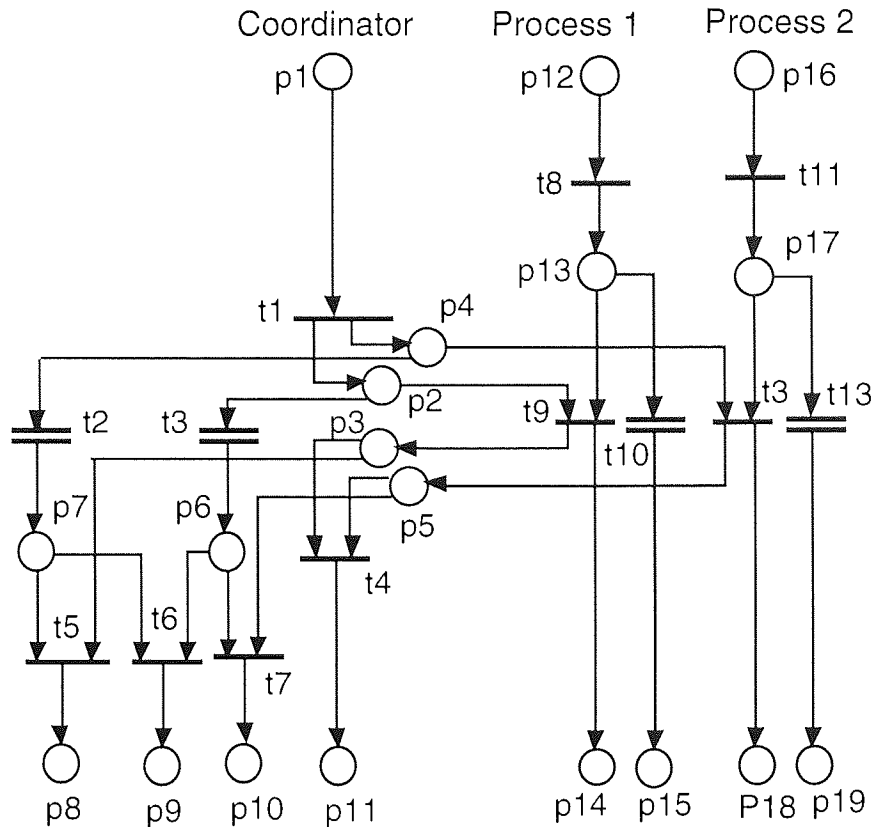 Coordinator Process 1 Process 2
p1 p12 p16
t8 t11
p13 p17
t1 p4
t2 t3 p3 p2 t9 t10 t3 t13
p7 p6 p5
t5 t6 t7 t4
p8 p9 p10 p11 p14 p15 P18 p19